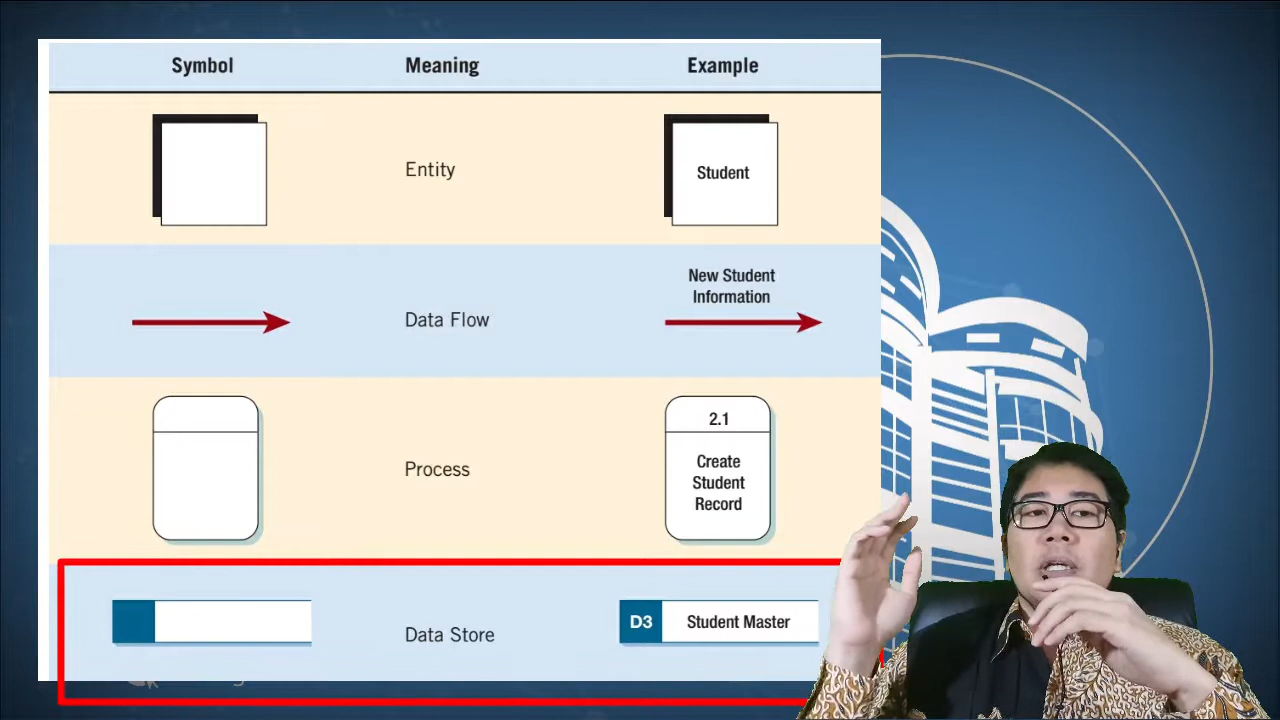 Symbol Meaning Example
Entity
Student
Data Flow
New Student
Information
Process
2.1
Create
Student
Record
Data Store
D3 Student Master